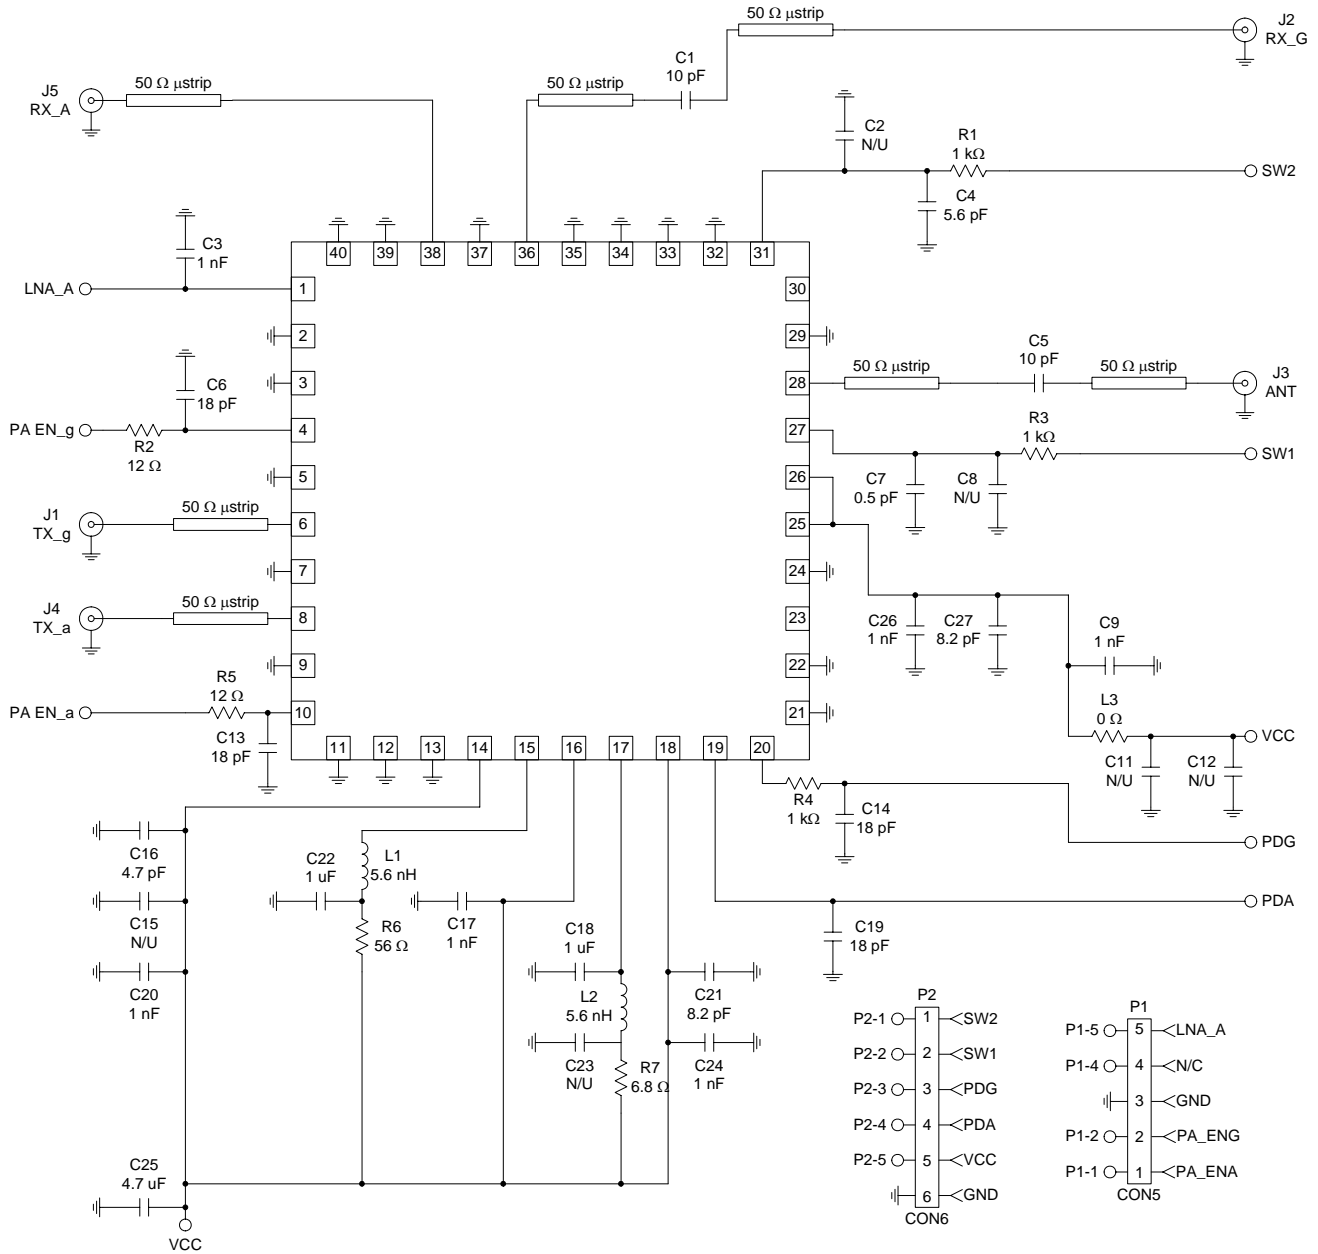 50 Ω µstrip
J2
RX_G
C1
10 pF
50 Ω µstrip
50 Ω µstrip
J5
RX_A
C2
N/U
R1
1 kΩ
SW2
C4
5.6 pF
C3
1 nF
40
39
38
37
36
35
34
33
32
31
LNA_A
1
30
2
29
C5
10 pF
50 Ω µstrip
50 Ω µstrip
J3
ANT
3
28
C6
18 pF
R3
1 kΩ
PA EN_g
R2
12 Ω
4
27
SW1
C7
0.5 pF
C8
N/U
5
26
50 Ω µstrip
J1
TX_g
6
25
7
24
50 Ω µstrip
J4
TX_a
8
23
C26
1 nF
C27
8.2 pF
C9
1 nF
9
22
R5
12 Ω
L3
0 Ω
PA EN_a
10
21
C13
18 pF
VCC
11
12
13
14
15
16
17
18
19
20
C11
N/U
C12
N/U
R4
1 kΩ
C14
18 pF
PDG
C16
4.7 pF
C22
1 uF
L1
5.6 nH
PDA
C15
N/U
R6
56 Ω
C17
1 nF
C18
1 uF
C19
18 pF
C20
1 nF
L2
5.6 nH
C21
8.2 pF
C23
N/U
R7
6.8 Ω
C24
1 nF
P2
P2-1 1 SW2
P2-2 2 SW1
P2-3 3 PDG
P2-4 4 PDA
P2-5 5 VCC
6 GND
CON6
P1
P1-5 5 LNA_A
P1-4 4 N/C
3 GND
P1-2 2 PA_ENG
P1-1 1 PA_ENA
CON5
C25
4.7 uF
VCC